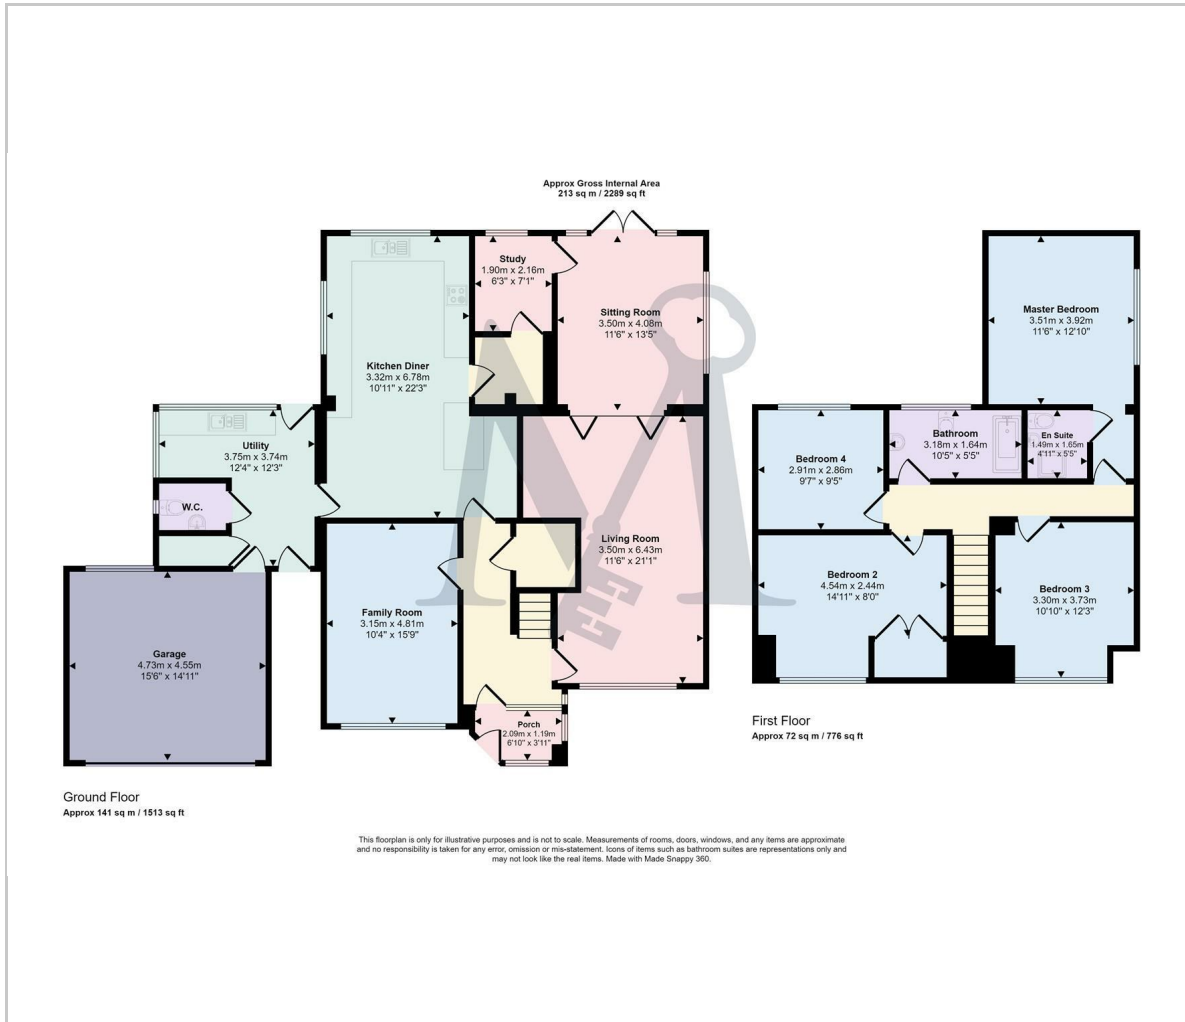 Approx Gross Internal Area
213 sq m / 2289 sq ft
Study
1.90m x 2.16m
6'3" x 7'1"
Sitting Room
3.50m x 4.08m
11'6" x 13'5"
Kitchen Diner
3.32m x 6.78m
10'11" x 22'3"
Utility
3.75m x 3.74m
12'4" x 12'3"
W.C.
Living Room
3.50m x 6.43m
11'6" x 21'1"
Family Room
3.15m x 4.81m
10'4" x 15'9"
Garage
4.73m x 4.55m
15'6" x 14'11"
Porch
2.09m x 1.19m
6'10" x 3'11"
Ground Floor
Approx 141 sq m / 1513 sq ft
Master Bedroom
3.51m x 3.92m
11'6" x 12'10"
Bedroom 4
2.91m x 2.86m
9'7" x 9'5"
Bathroom
3.18m x 1.64m
10'5" x 5'5"
En Suite
1.49m x 1.65m
4'11" x 5'5"
Bedroom 2
4.54m x 2.44m
14'11" x 8'0"
Bedroom 3
3.30m x 3.73m
10'10" x 12'3"
First Floor
Approx 72 sq m / 776 sq ft
This floorplan is only for illustrative purposes and is not to scale. Measurements of rooms, doors, windows, and any items are approximate
and no responsibility is taken for any error, omission or mis-statement. Icons of items such as bathroom suites are representations only and
may not look like the real items. Made with Made Snappy 360.